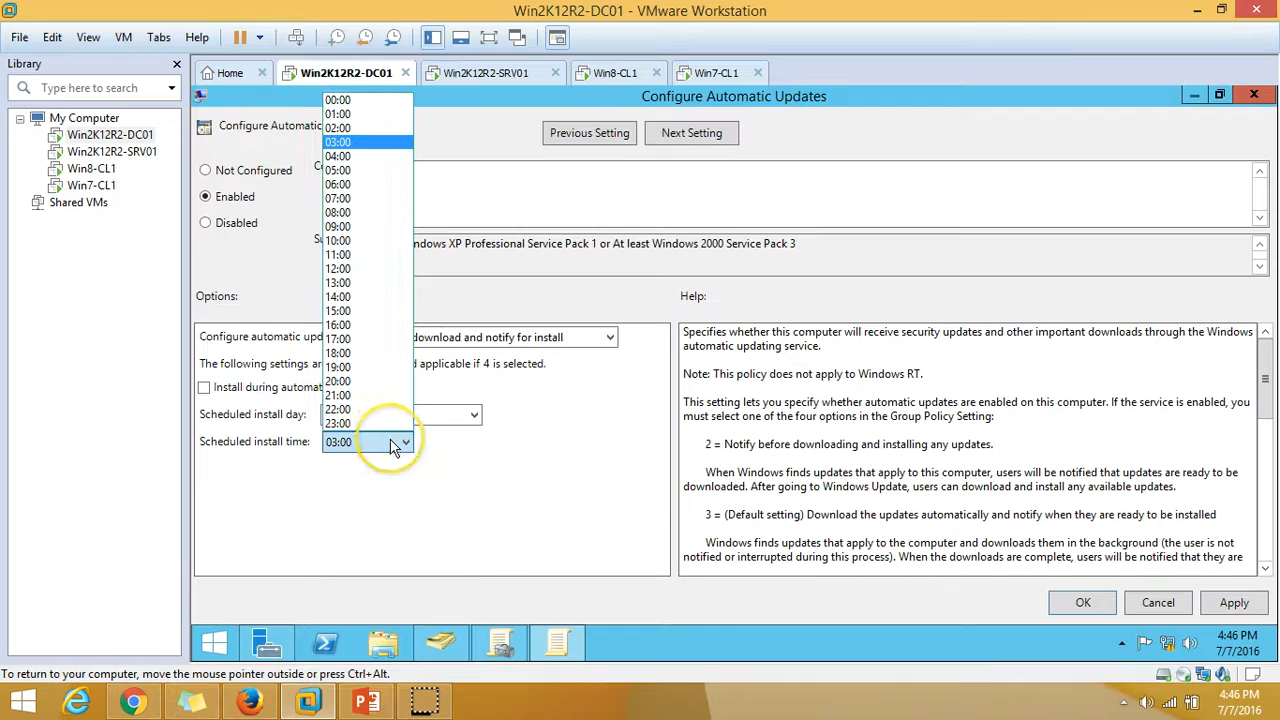 Win2K12R2-DC01 - VMware Workstation
File Edit View VM Tabs Help
Library
Type here to search
My Computer
Win2K12R2-DC01
Win2K12R2-SRV01
Win8-CL1
Win7-CL1
Shared VMs
Home Win2K12R2-DC01 Win2K12R2-SRV01 Win8-CL1 Win7-CL1
Configure Automatic Updates
Configure Automatic
Previous Setting Next Setting
Not Configured
Enabled
Disabled
00:00
01:00
02:00
03:00
04:00
05:00
06:00
07:00
08:00
09:00
10:00
11:00
12:00
13:00
14:00
15:00
16:00
17:00
18:00
19:00
20:00
21:00
22:00
23:00
ndows XP Professional Service Pack 1 or At least Windows 2000 Service Pack 3
Options:
Configure automatic up download and notify for install
The following settings are d applicable if 4 is selected.
Install during automat
Scheduled install day:
Scheduled install time: 03:00
Help:
Specifies whether this computer will receive security updates and other important downloads through the Windows
automatic updating service.
Note: This policy does not apply to Windows RT.
This setting lets you specify whether automatic updates are enabled on this computer. If the service is enabled, you
must select one of the four options in the Group Policy Setting:
2 = Notify before downloading and installing any updates.
When Windows finds updates that apply to this computer, users will be notified that updates are ready to be
downloaded. After going to Windows Update, users can download and install any available updates.
3 = (Default setting) Download the updates automatically and notify when they are ready to be installed
Windows finds updates that apply to the computer and downloads them in the background (the user is not
notified or interrupted during this process). When the downloads are complete, users will be notified that they are
OK Cancel Apply
4:46 PM
7/7/2016
To return to your computer, move the mouse pointer outside or press Ctrl+Alt.
4:46 PM
7/7/2016